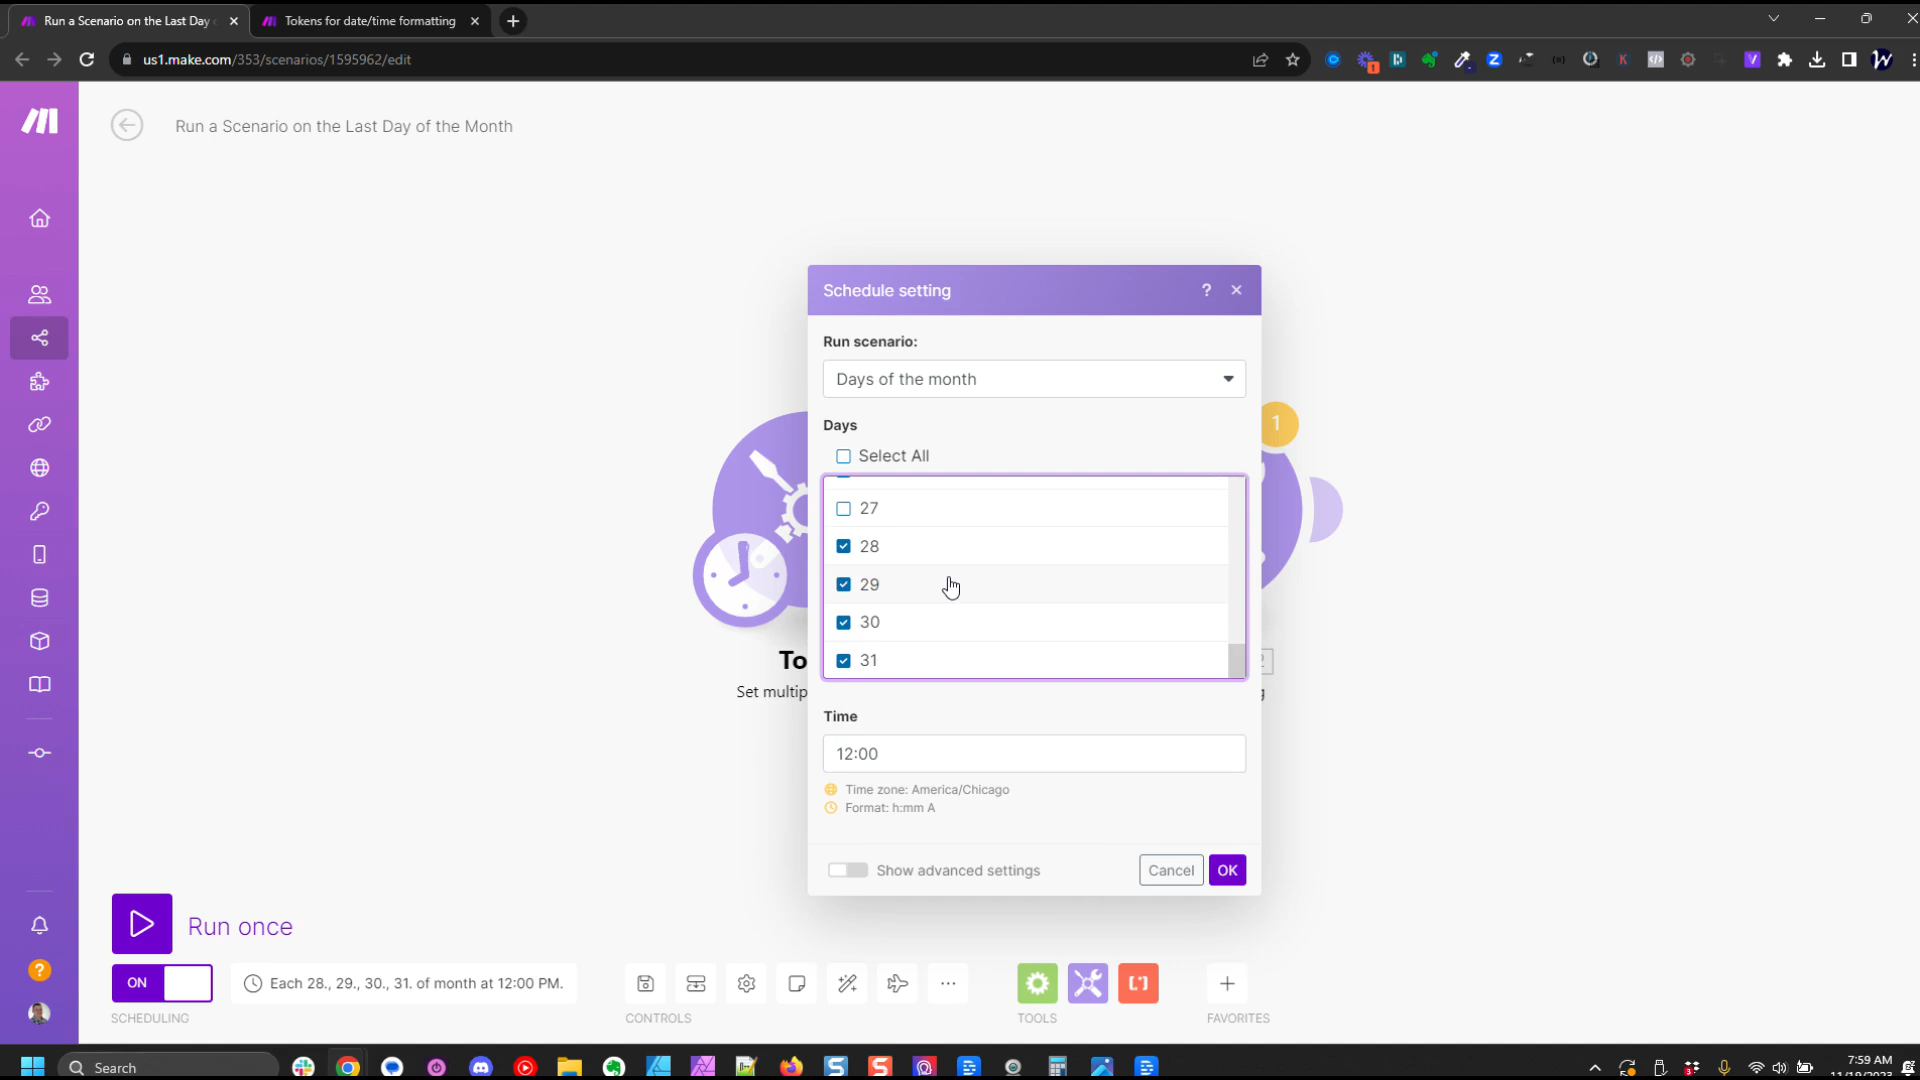 Run a Scenario on the Last Day
Tokens for date/time formatting
us1.make.com/353/scenarios/1595962/edit
Run a Scenario on the Last Day of the Month
Schedule setting
?
Run scenario:
Days of the month
Days
Select All
27
28
29
30
31
1
To
Set multip
g
Time
12:00
Time zone: America/Chicago
Format: h:mm A
Show advanced settings
Cancel
OK
Run once
ON
Each 28., 29., 30., 31. of month at 12:00 PM.
SCHEDULING
CONTROLS
TOOLS
FAVORITES
Search
7:59 AM